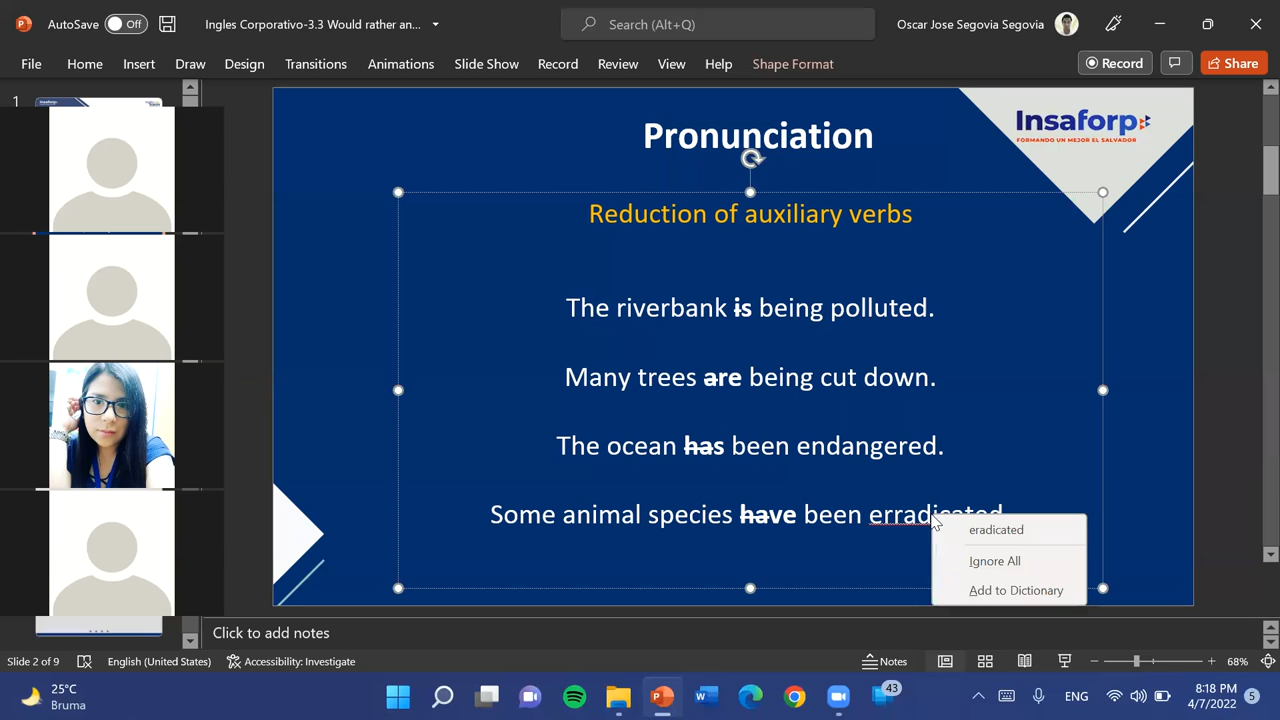 AutoSave Off Ingles Corporativo-3.3 Would rather an... Search (Alt+Q) Oscar Jose Segovia Segovia
File Home Insert Draw Design Transitions Animations Slide Show Record Review View Help Shape Format Record Share
1
Pronunciation
Insaforp
FORMANDO UN MEJOR EL SALVADOR
Reduction of auxiliary verbs
The riverbank is being polluted.
Many trees are being cut down.
The ocean has been endangered.
Some animal species have been erradicated.
eradicated
Ignore All
Add to Dictionary
Click to add notes
Slide 2 of 9 English (United States) Accessibility: Investigate Notes 68%
25°C
Bruma
43
ENG
8:18 PM
4/7/2022
5